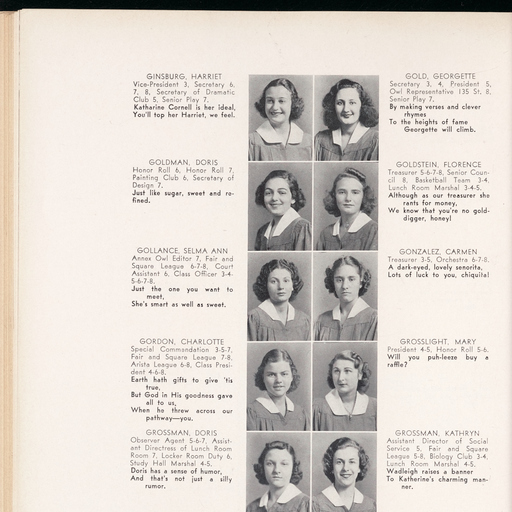 GINSBURG, HARRIET
Vice-President 3, Secretary 6,
7, 8, Secretary of Dramatic
Club 5, Senior Play 7.
Katharine Cornell is her ideal,
You'll top her Harriet, we feel.
GOLDMAN, DORIS
Honor Roll 6, Honor Roll 7,
Painting Club 6, Secretary of
Design 7.
Just like sugar, sweet and re-
fined.
GOLLANCE, SELMA ANN
Annex Owl Editor 7, Fair and
Square League 6-7-8, Court
Assistant 6, Class Officer 3-4-
5-6-7-8.
Just the one you want to
meet,
She's smart as well as sweet.
GORDON, CHARLOTTE
Special Commendation 3-5-7,
Fair and Square League 7-8,
Arista League 6-8, Class Presi-
dent 4-6-8.
Earth hath gifts to give 'tis
true,
But God in His goodness gave
all to us,
When he threw across our
pathway—you.
GROSSMAN, DORIS
Observer Agent 5-6-7, Assist-
ant Directress of Lunch Room
Room 7, Locker Room Duty 6,
Study Hall Marshal 4-5.
Doris has a sense of humor,
And that's not just a silly
rumor.
GOLD, GEORGETTE
Secretary 3, 4, President 5,
Owl Representative 135 St. 8,
Senior Play 7.
By making verses and clever
rhymes
To the heights of fame
Georgette will climb.
GOLDSTEIN, FLORENCE
Treasurer 5-6-7-8, Senior Coun-
cil 8, Basketball Team 3-4,
Lunch Room Marshal 3-4-5.
Although as our treasurer she
rants for money,
We know that you're no gold-
digger, honey!
GONZALEZ, CARMEN
Treasurer 3-5, Orchestra 6-7-8.
A dark-eyed, lovely senorita,
Lots of luck to you, chiquita!
GROSSLIGHT, MARY
President 4-5, Honor Roll 5-6.
Will you puh-leeze buy a
raffle?
GROSSMAN, KATHRYN
Assistant Director of Social
Service 5, Fair and Square
League 5-8, Biology Club 3-4,
Lunch Room Marshal 4-5.
Wadleigh raises a banner
To Katherine's charming man-
ner.